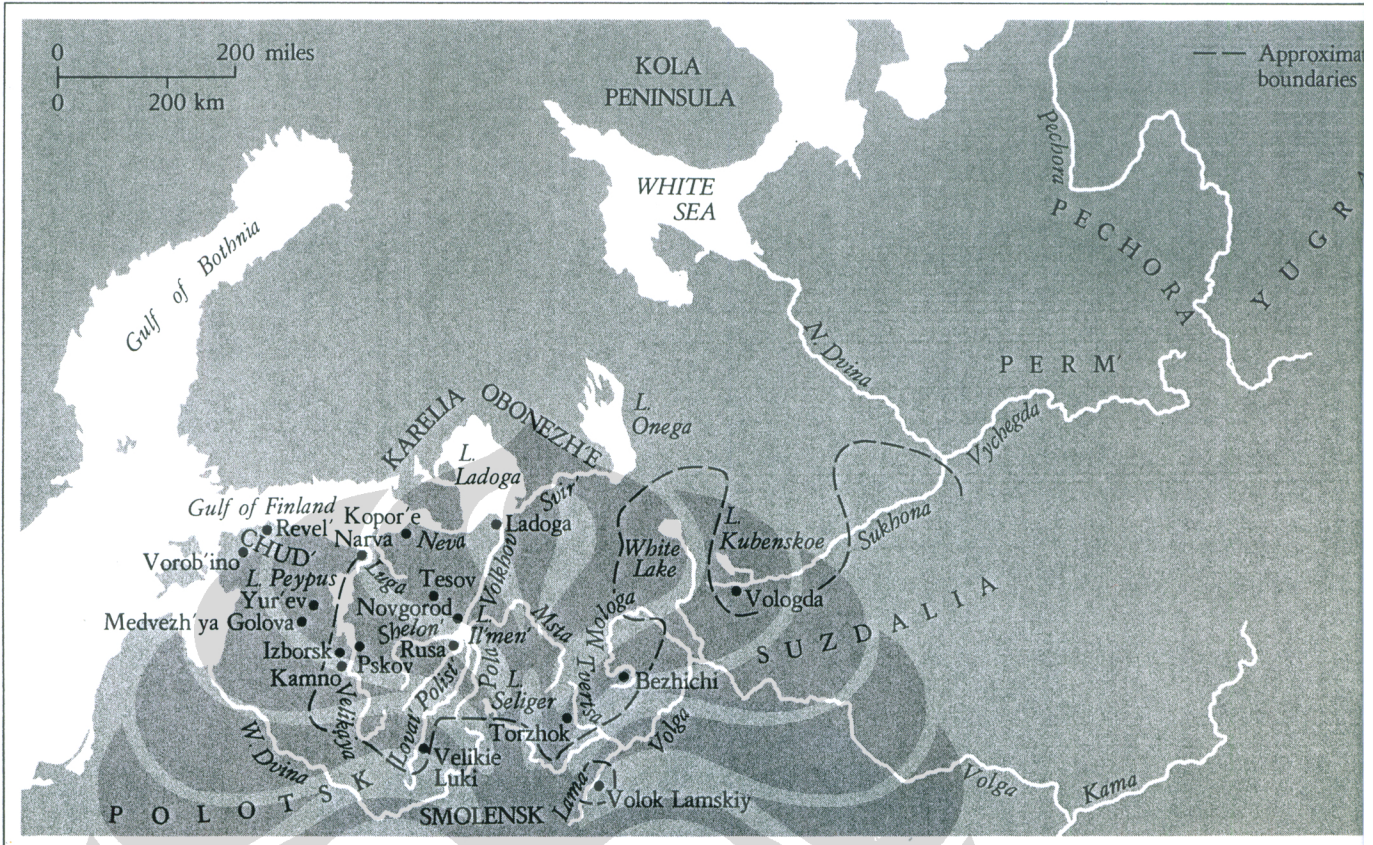 0 200 miles
0 200 km
KOLA
PENINSULA
Approximat
boundaries
WHITE
SEA
Pechora
PECHORA
YUGRA
Gulf of Bothnia
N. Dvina
PERM'
Vychegda
KARELIA
OBONEZH'E
L.
Onega
L.
Ladoga
Svir'
Gulf of Finland
Revel'
Kopor'e
Narva
Neva
Ladoga
Volkhov
CHUD'
Vorob'ino
L. Peypus
Luga
Tesov
Yur'ev
Medvezh'ya Golova
Novgorod
Shelon'
L.
Il'men'
Msta
Mologa
White
Lake
L.
Kubenskoe
Sukhona
Vologda
SUZDALIA
Izborsk
Pskov
Kamno
Rusa
Polist'
Pola
L.
Seliger
Tvertsa
Bezhichi
Velikaya
Lovat'
Torzhok
Volga
W. Dvina
Velikie
Luki
POLOTSK
SMOLENSK
Lama
Volok Lamskiy
Volga
Kama